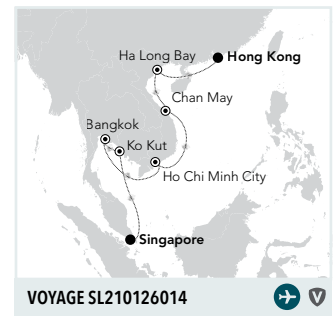 Ha Long Bay
Hong Kong
Chan May
Bangkok
Ko Kut
Ho Chi Minh City
Singapore
VOYAGE SL210126014
V